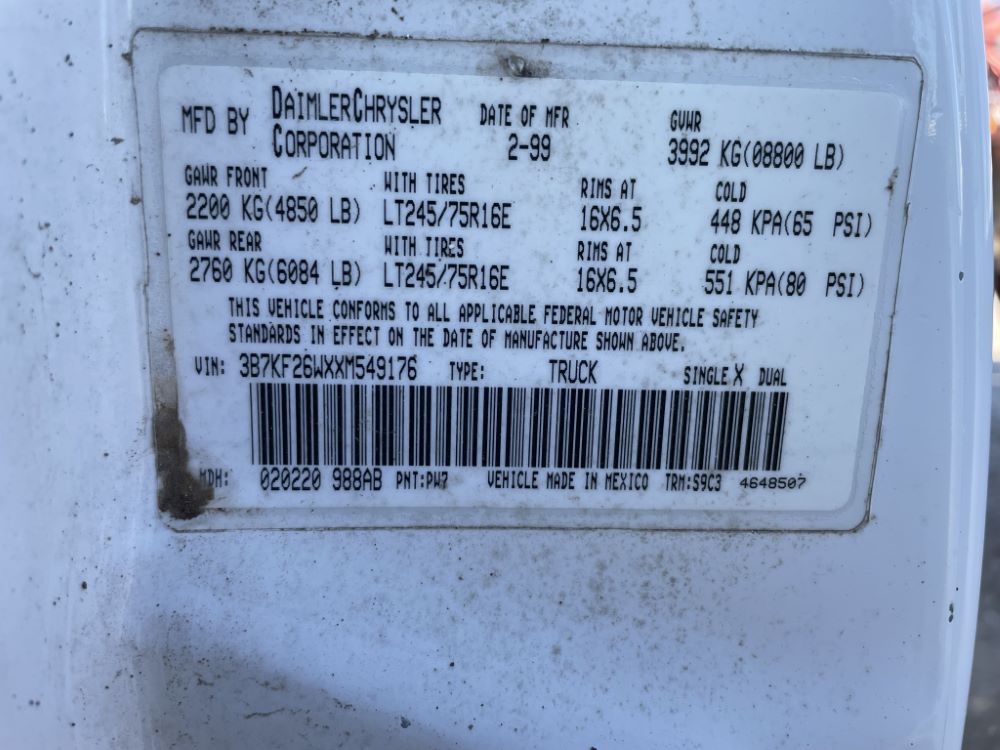 MFD BY DAIMLERCHRYSLER CORPORATION DATE OF MFR 2-99 GVWR 3992 KG(08800 LB)
GAWR FRONT WITH TIRES RIMS AT COLD
2200 KG(4850 LB) LT245/75R16E 16X6.5 448 KPA(65 PSI)
GAWR REAR WITH TIRES RIMS AT COLD
2760 KG(6084 LB) LT245/75R16E 16X6.5 551 KPA(80 PSI)
THIS VEHICLE CONFORMS TO ALL APPLICABLE FEDERAL MOTOR VEHICLE SAFETY
STANDARDS IN EFFECT ON THE DATE OF MANUFACTURE SHOWN ABOVE.
VIN: 3B7KF26WXXM549176 TYPE: TRUCK SINGLE X DUAL
MDH: 020220 988AB PNT:PW7 VEHICLE MADE IN MEXICO TRM:S9C3 4648507